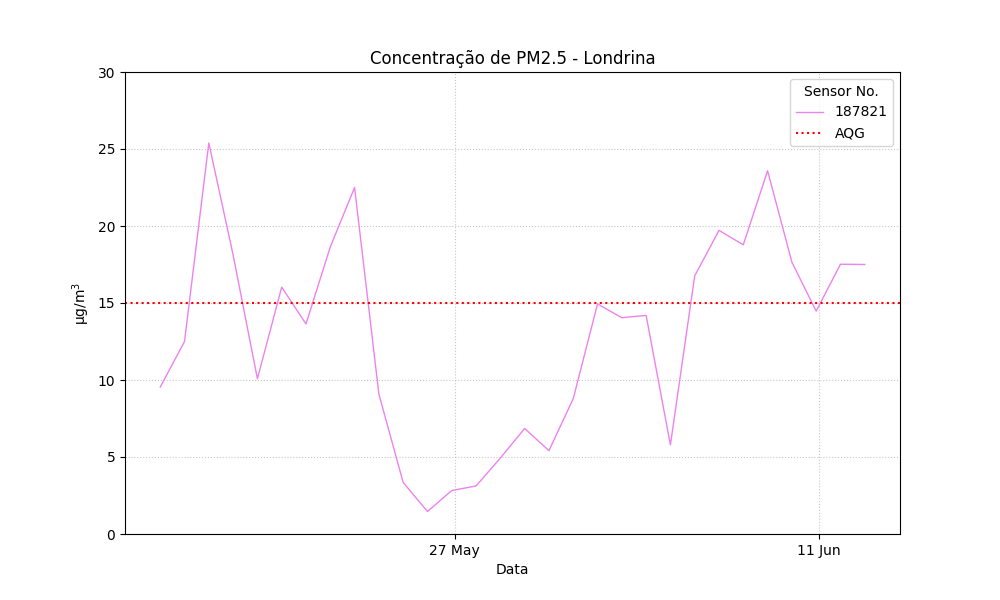 Concentração de PM2.5 - Londrina
Sensor No.
187821
AQG
30
25
20
15
10
5
0
µg/m³
27 May
11 Jun
Data